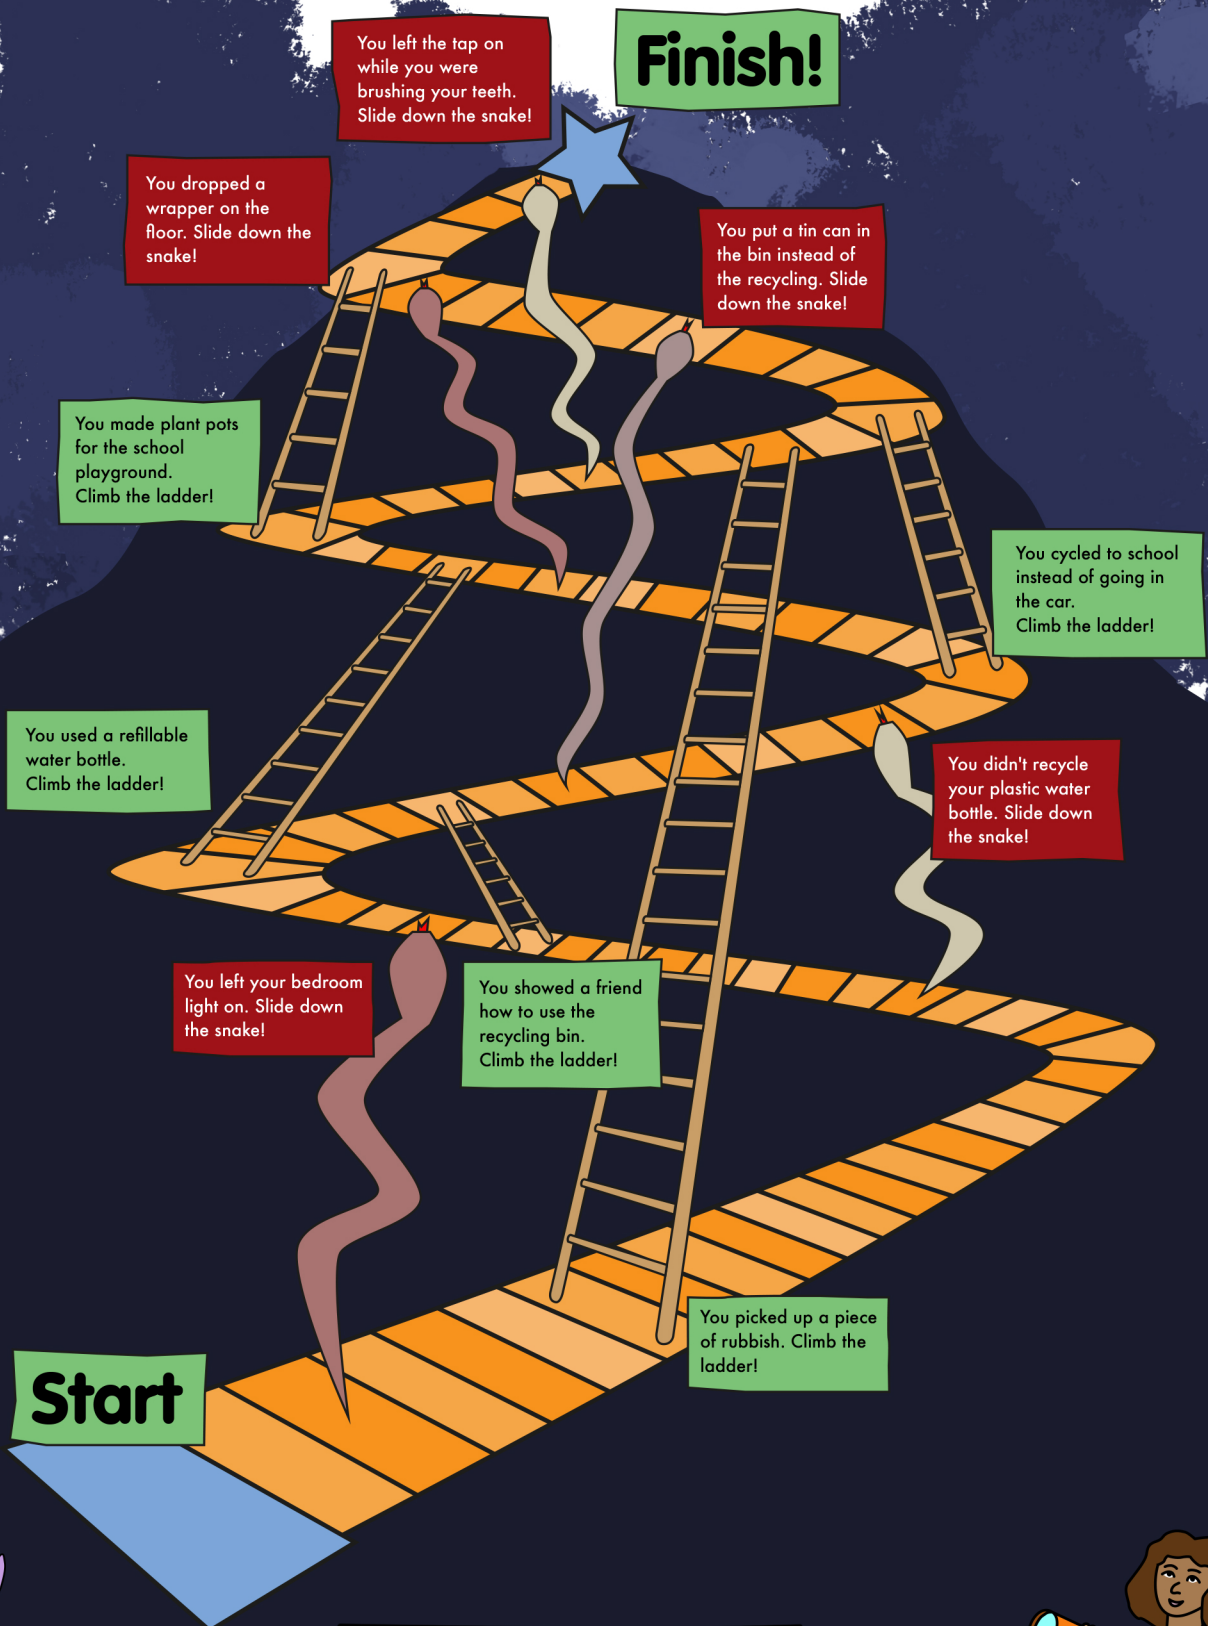 You left the tap on
while you were
brushing your teeth.
Slide down the snake!
Finish!
You dropped a
wrapper on the
floor. Slide down the
snake!
You put a tin can in
the bin instead of
the recycling. Slide
down the snake!
You made plant pots
for the school
playground.
Climb the ladder!
You cycled to school
instead of going in
the car.
Climb the ladder!
You used a refillable
water bottle.
Climb the ladder!
You didn't recycle
your plastic water
bottle. Slide down
the snake!
You left your bedroom
light on. Slide down
the snake!
You showed a friend
how to use the
recycling bin.
Climb the ladder!
You picked up a piece
of rubbish. Climb the
ladder!
Start